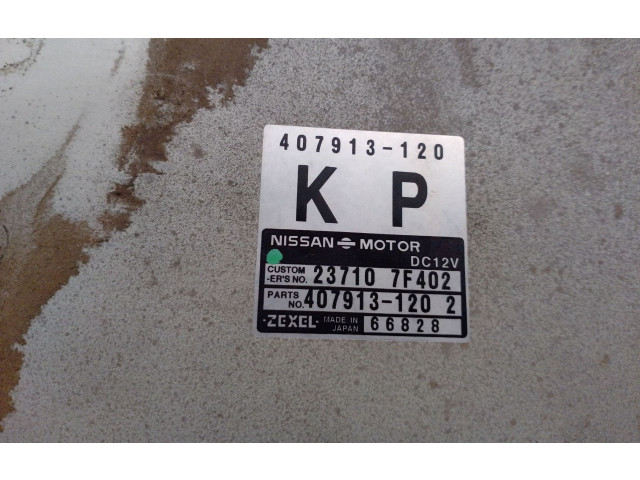 407913-120
K P
NISSAN MOTOR
DC12V
CUSTOM
-ER'S NO. 23710 7F402
PARTS
NO. 407913-120 2
·ZEXEL· MADE IN
JAPAN 66828